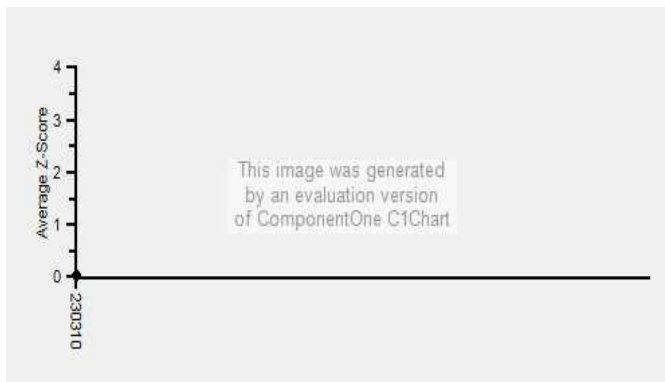 4
3
2
1
0
Average Z-Score
This image was generated
by an evaluation version
of ComponentOne C1Chart
230310